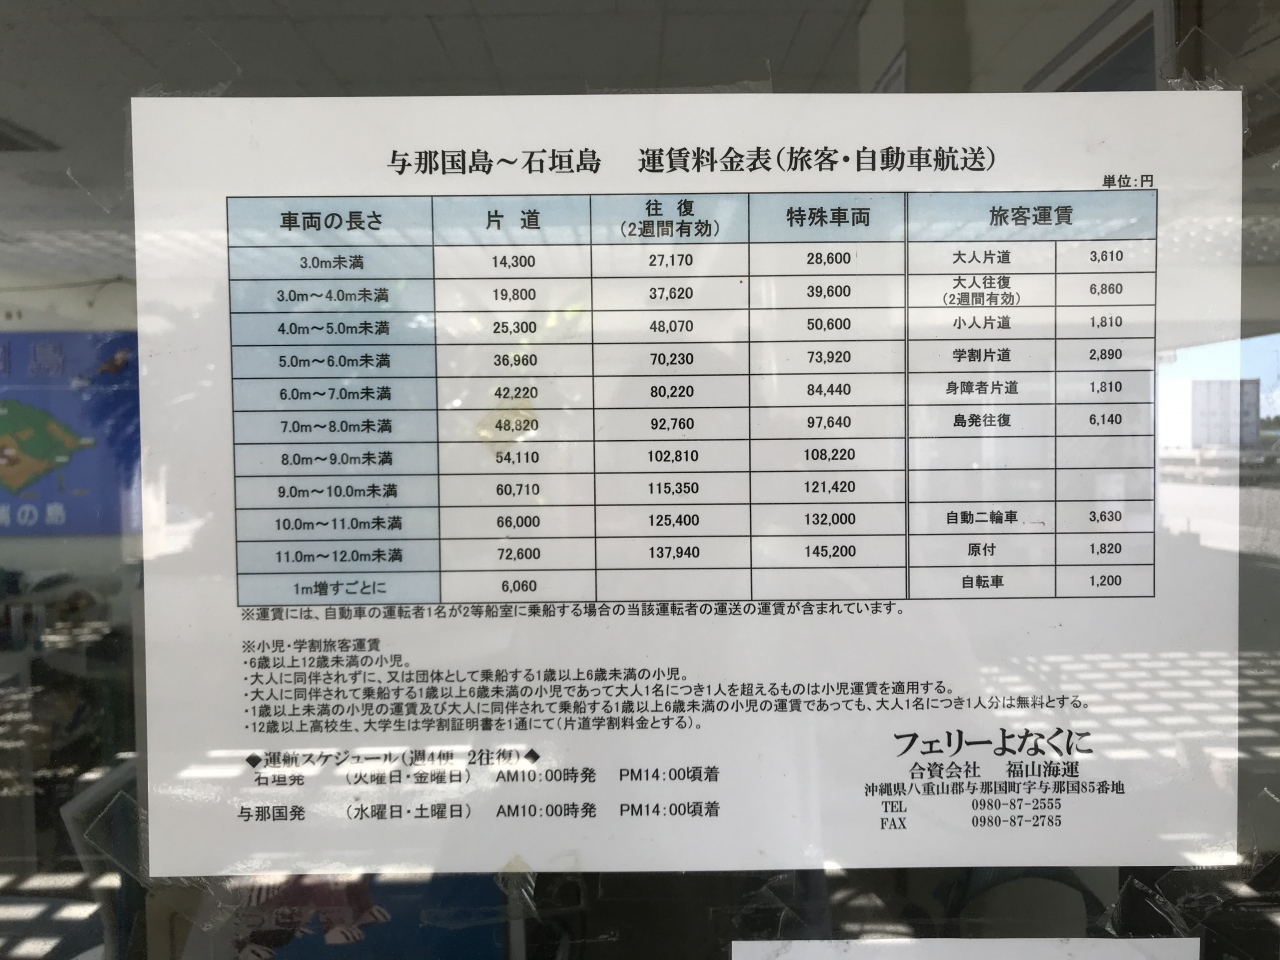 与那国島～石垣島　運賃料金表(旅客・自動車航送)
単位:円
車両の長さ 片 道 往 復 (2週間有効) 特殊車両 旅客運賃
3.0m未満 14,300 27,170 28,600 大人片道 3,610
3.0m～4.0m未満 19,800 37,620 39,600 大人往復 (2週間有効) 6,860
4.0m～5.0m未満 25,300 48,070 50,600 小人片道 1,810
5.0m～6.0m未満 36,960 70,230 73,920 学割片道 2,890
6.0m～7.0m未満 42,220 80,220 84,440 身障者片道 1,810
7.0m～8.0m未満 48,820 92,760 97,640 島発往復 6,140
8.0m～9.0m未満 54,110 102,810 108,220
9.0m～10.0m未満 60,710 115,350 121,420
10.0m～11.0m未満 66,000 125,400 132,000 自動二輪車 3,630
11.0m～12.0m未満 72,600 137,940 145,200 原付 1,820
1m増すごとに 6,060 自転車 1,200
※運賃には、自動車の運転者1名が2等船室に乗船する場合の当該運転者の運送の運賃が含まれています。
※小児・学割旅客運賃
・6歳以上12歳未満の小児。
・大人に同伴されずに、又は団体として乗船する1歳以上6歳未満の小児。
・大人に同伴されて乗船する1歳以上6歳未満の小児であって大人1名につき1人を超えるものは小児運賃を適用する。
・1歳以上未満の小児の運賃及び大人に同伴されて乗船する1歳以上6歳未満の小児の運賃であっても、大人1名につき1人分は無料とする。
・12歳以上高校生、大学生は学割証明書を1通にて(片道学割料金とする)。
◆運航スケジュール(週4便 2往復)◆
石垣発 (火曜日・金曜日) AM10:00時発 PM14:00頃着
与那国発 (水曜日・土曜日) AM10:00時発 PM14:00頃着
フェリーよなくに
合資会社 福山海運
沖縄県八重山郡与那国町字与那国85番地
TEL 0980-87-2555
FAX 0980-87-2785
の島